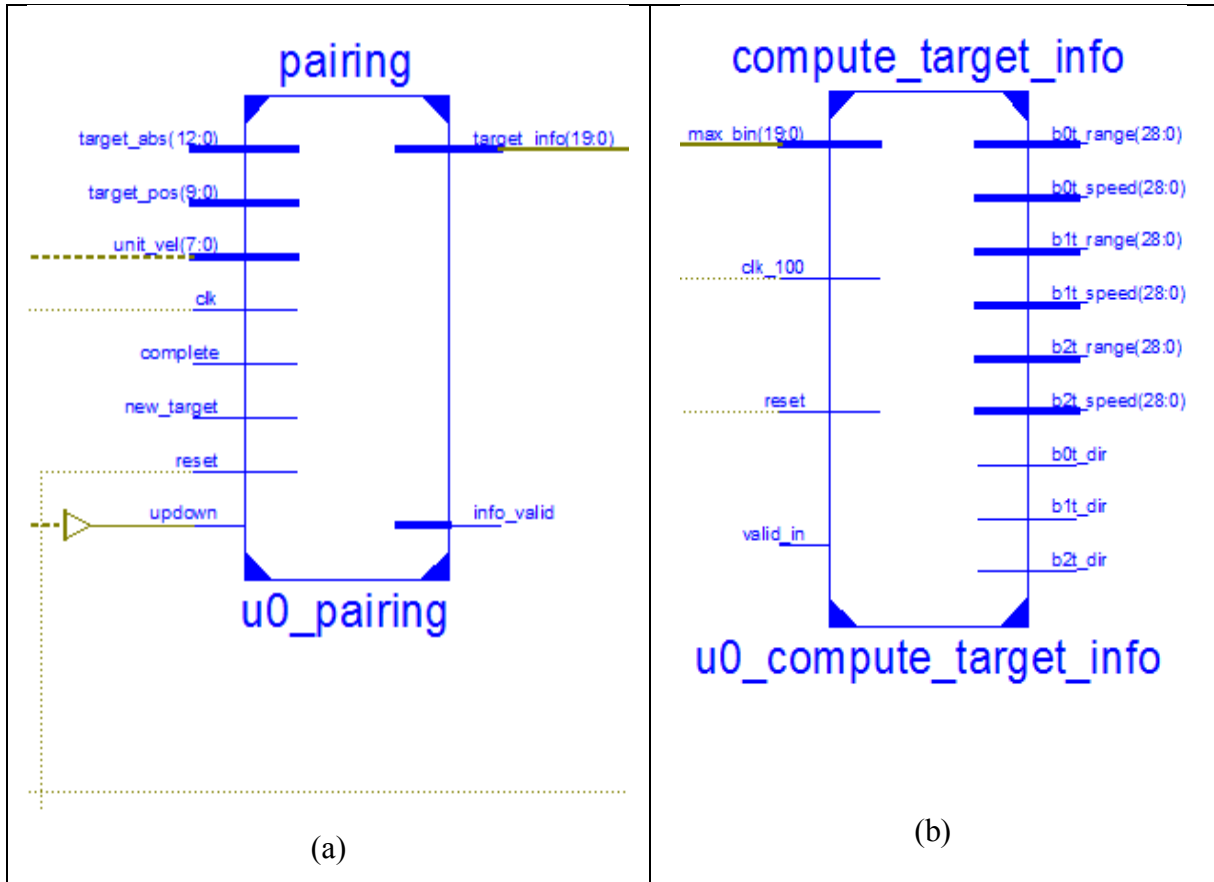 pairing
target_abs(12:0)
target_info(19:0)
target_pos(9:0)
unit_vel(7:0)
clk
complete
new_target
reset
updown
info_valid
u0_pairing
(a)
compute_target_info
max_bin(19:0)
b0t_range(28:0)
b0t_speed(28:0)
b1t_range(28:0)
clk_100
b1t_speed(28:0)
b2t_range(28:0)
reset
b2t_speed(28:0)
b0t_dir
b1t_dir
valid_in
b2t_dir
u0_compute_target_info
(b)